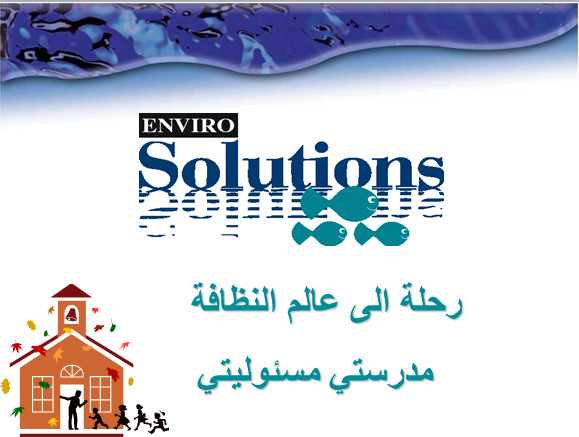 ENVIRO
Solutions
رحلة الى عالم النظافة
مدرستي مسئوليتي